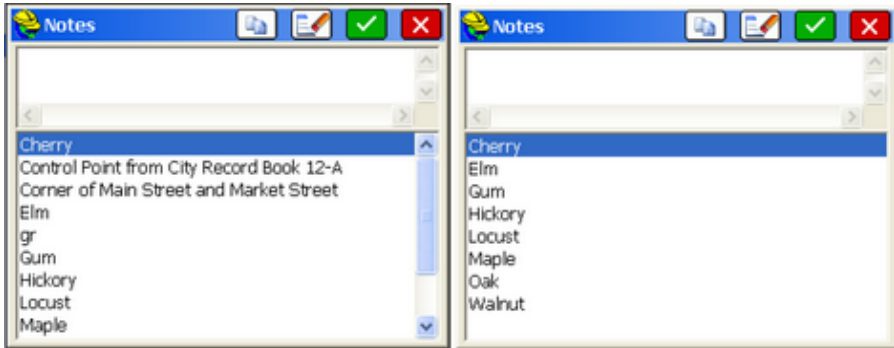 Notes
Cherry
Control Point from City Record Book 12-A
Corner of Main Street and Market Street
Elm
gr
Gum
Hickory
Locust
Maple
Notes
Cherry
Elm
Gum
Hickory
Locust
Maple
Oak
Walnut